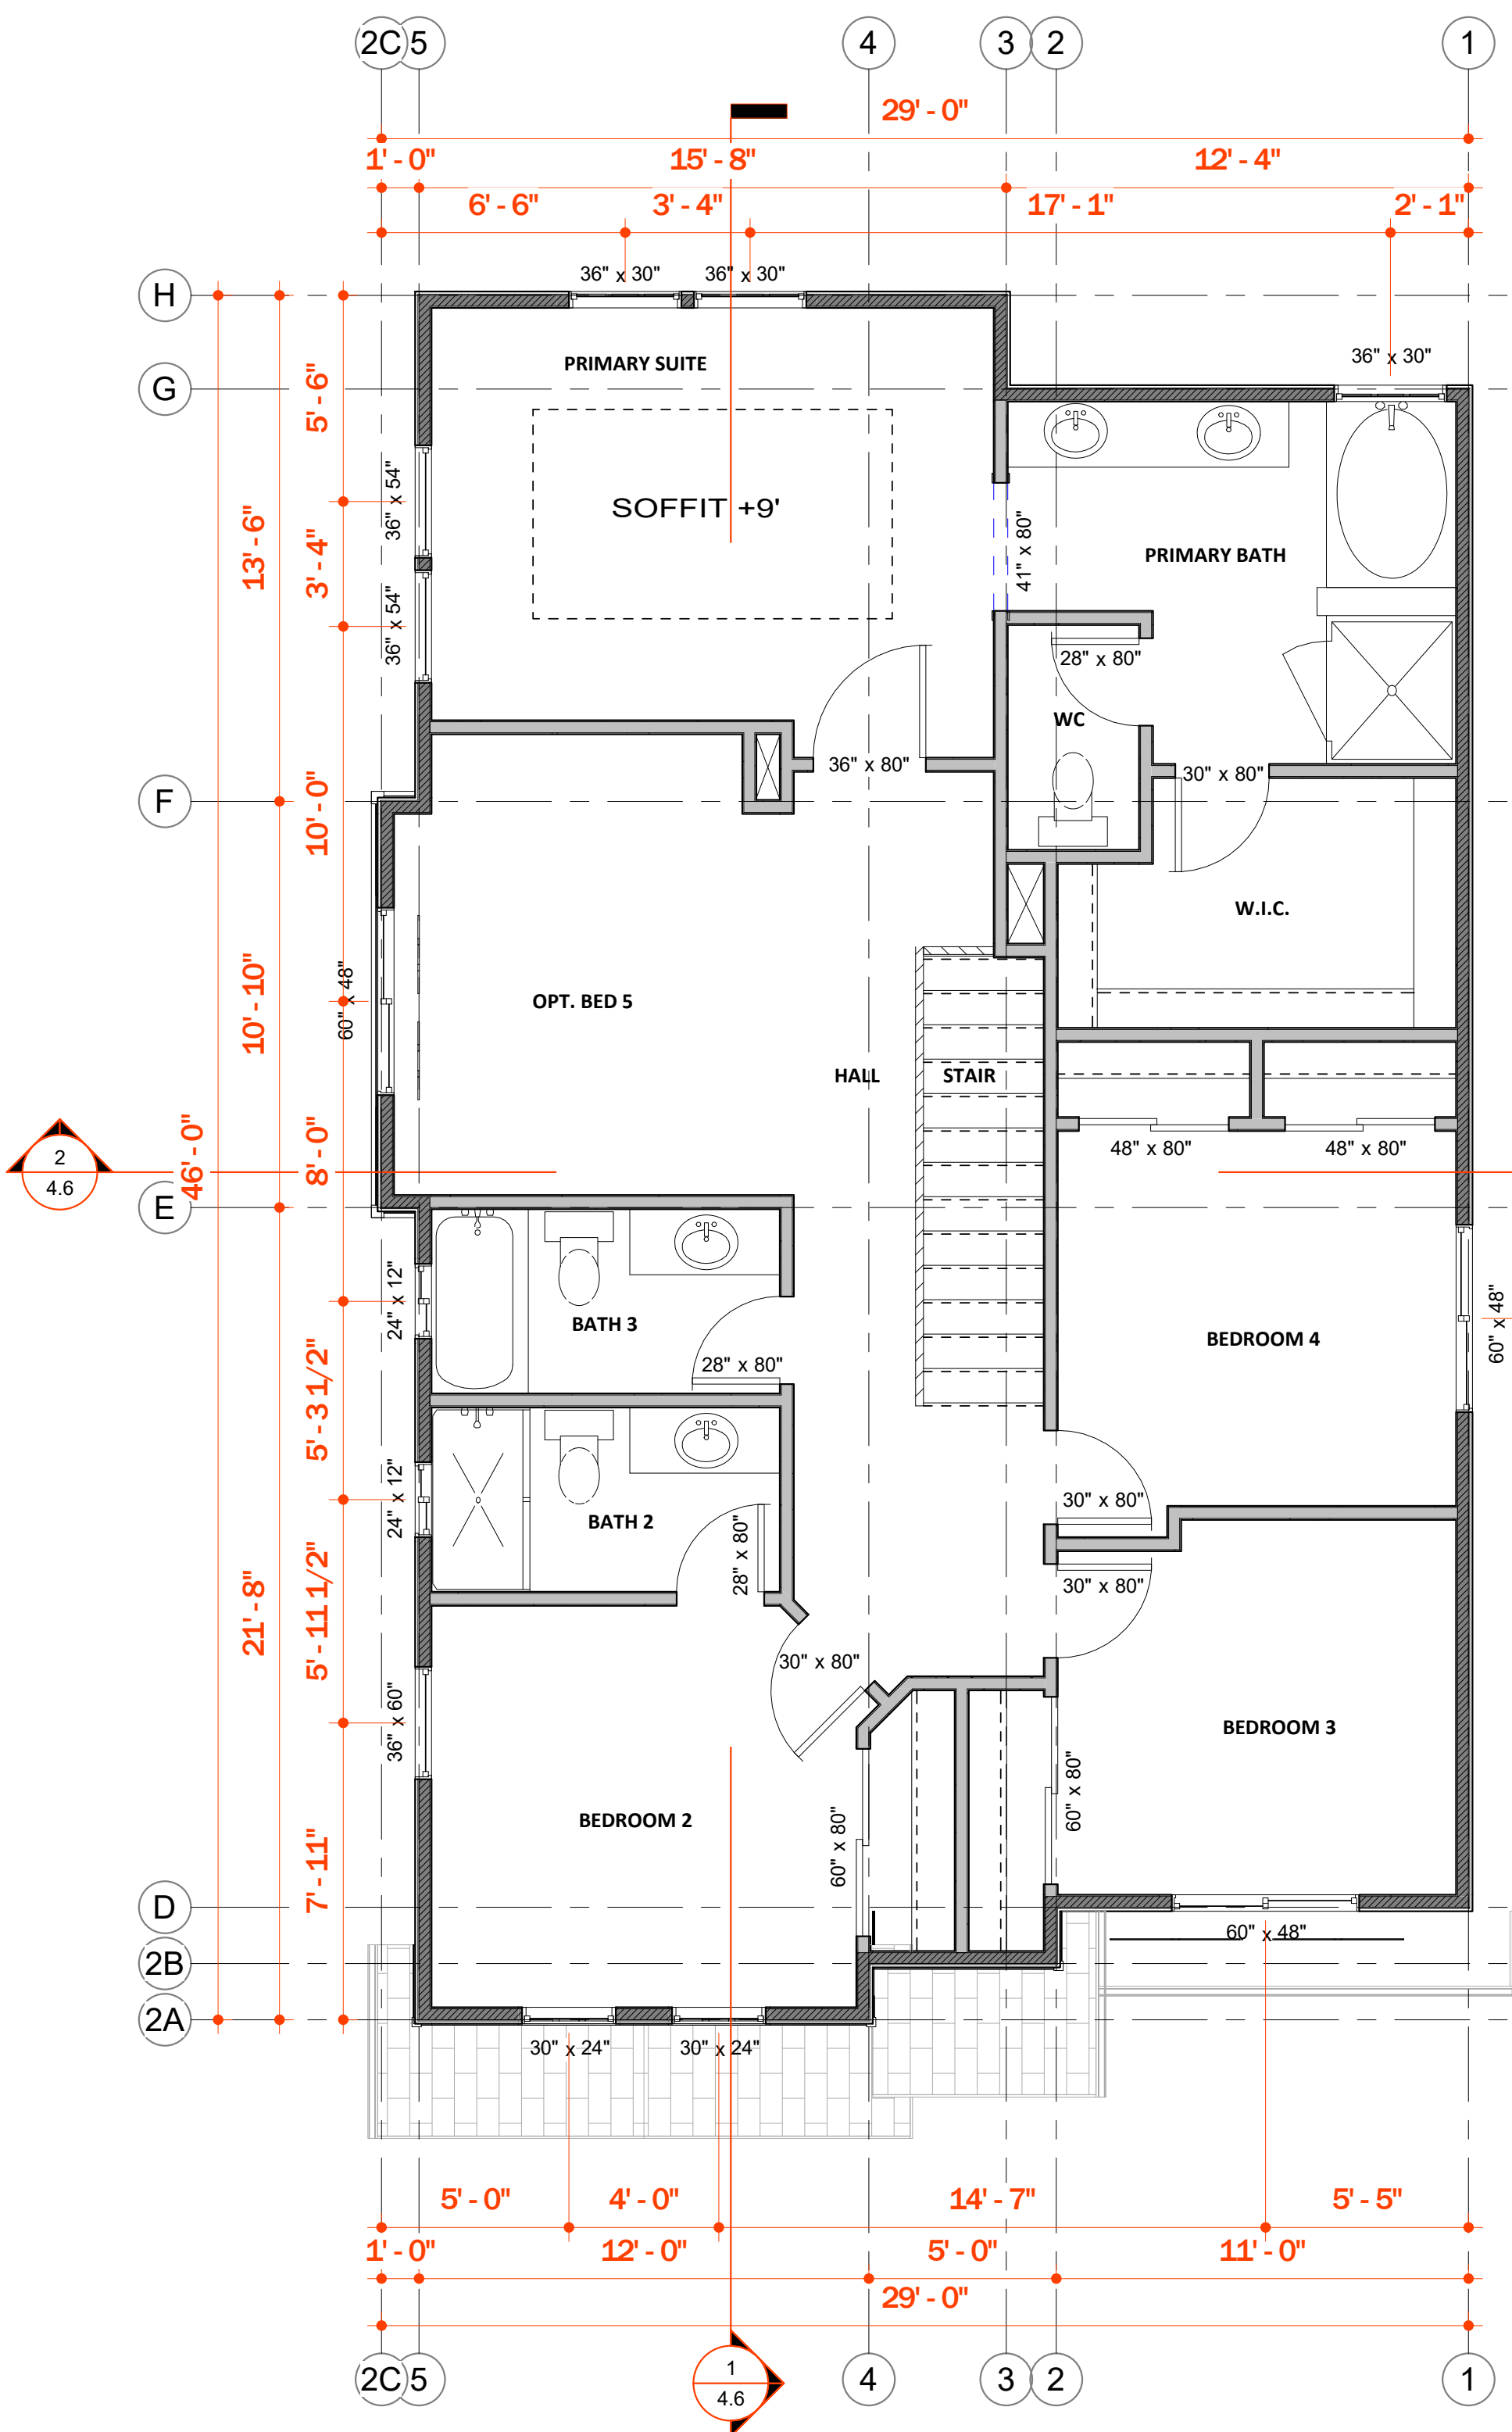 2C 5 4 3 2 1
29' - 0"
1' - 0" 15' - 8" 12' - 4"
6' - 6" 3' - 4" 17' - 1" 2' - 1"
36" x 30" 36" x 30"
H
36" x 30"
PRIMARY SUITE
G
5' - 6"
36" x 54"
SOFFIT +9'
13' - 6"
3' - 4"
41" x 80"
PRIMARY BATH
36" x 54"
28" x 80"
WC
36" x 80"
30" x 80"
F
10' - 0"
W.I.C.
10' - 10"
60" x 48"
OPT. BED 5
HALL
STAIR
48" x 80" 48" x 80"
2
4.6
46' - 0"
8' - 0"
E
24" x 12"
BATH 3
BEDROOM 4
60" x 48"
28" x 80"
5' - 3 1/2"
24" x 12"
30" x 80"
BATH 2
28" x 80"
30" x 80"
21' - 8"
5' - 11 1/2"
30" x 80"
36" x 60"
BEDROOM 3
60" x 80"
BEDROOM 2
60" x 80"
7' - 11"
D
60" x 48"
2B
2A
30" x 24" 30" x 24"
5' - 0" 4' - 0" 14' - 7" 5' - 5"
1' - 0" 12' - 0" 5' - 0" 11' - 0"
29' - 0"
2C 5 4 3 2 1
1
4.6